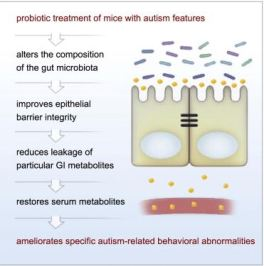 probiotic treatment of mice with autism features
alters the composition
of the gut microbiota
improves epithelial
barrier integrity
reduces leakage of
particular GI metabolites
restores serum metabolites
ameliorates specific autism-related behavioral abnormalities